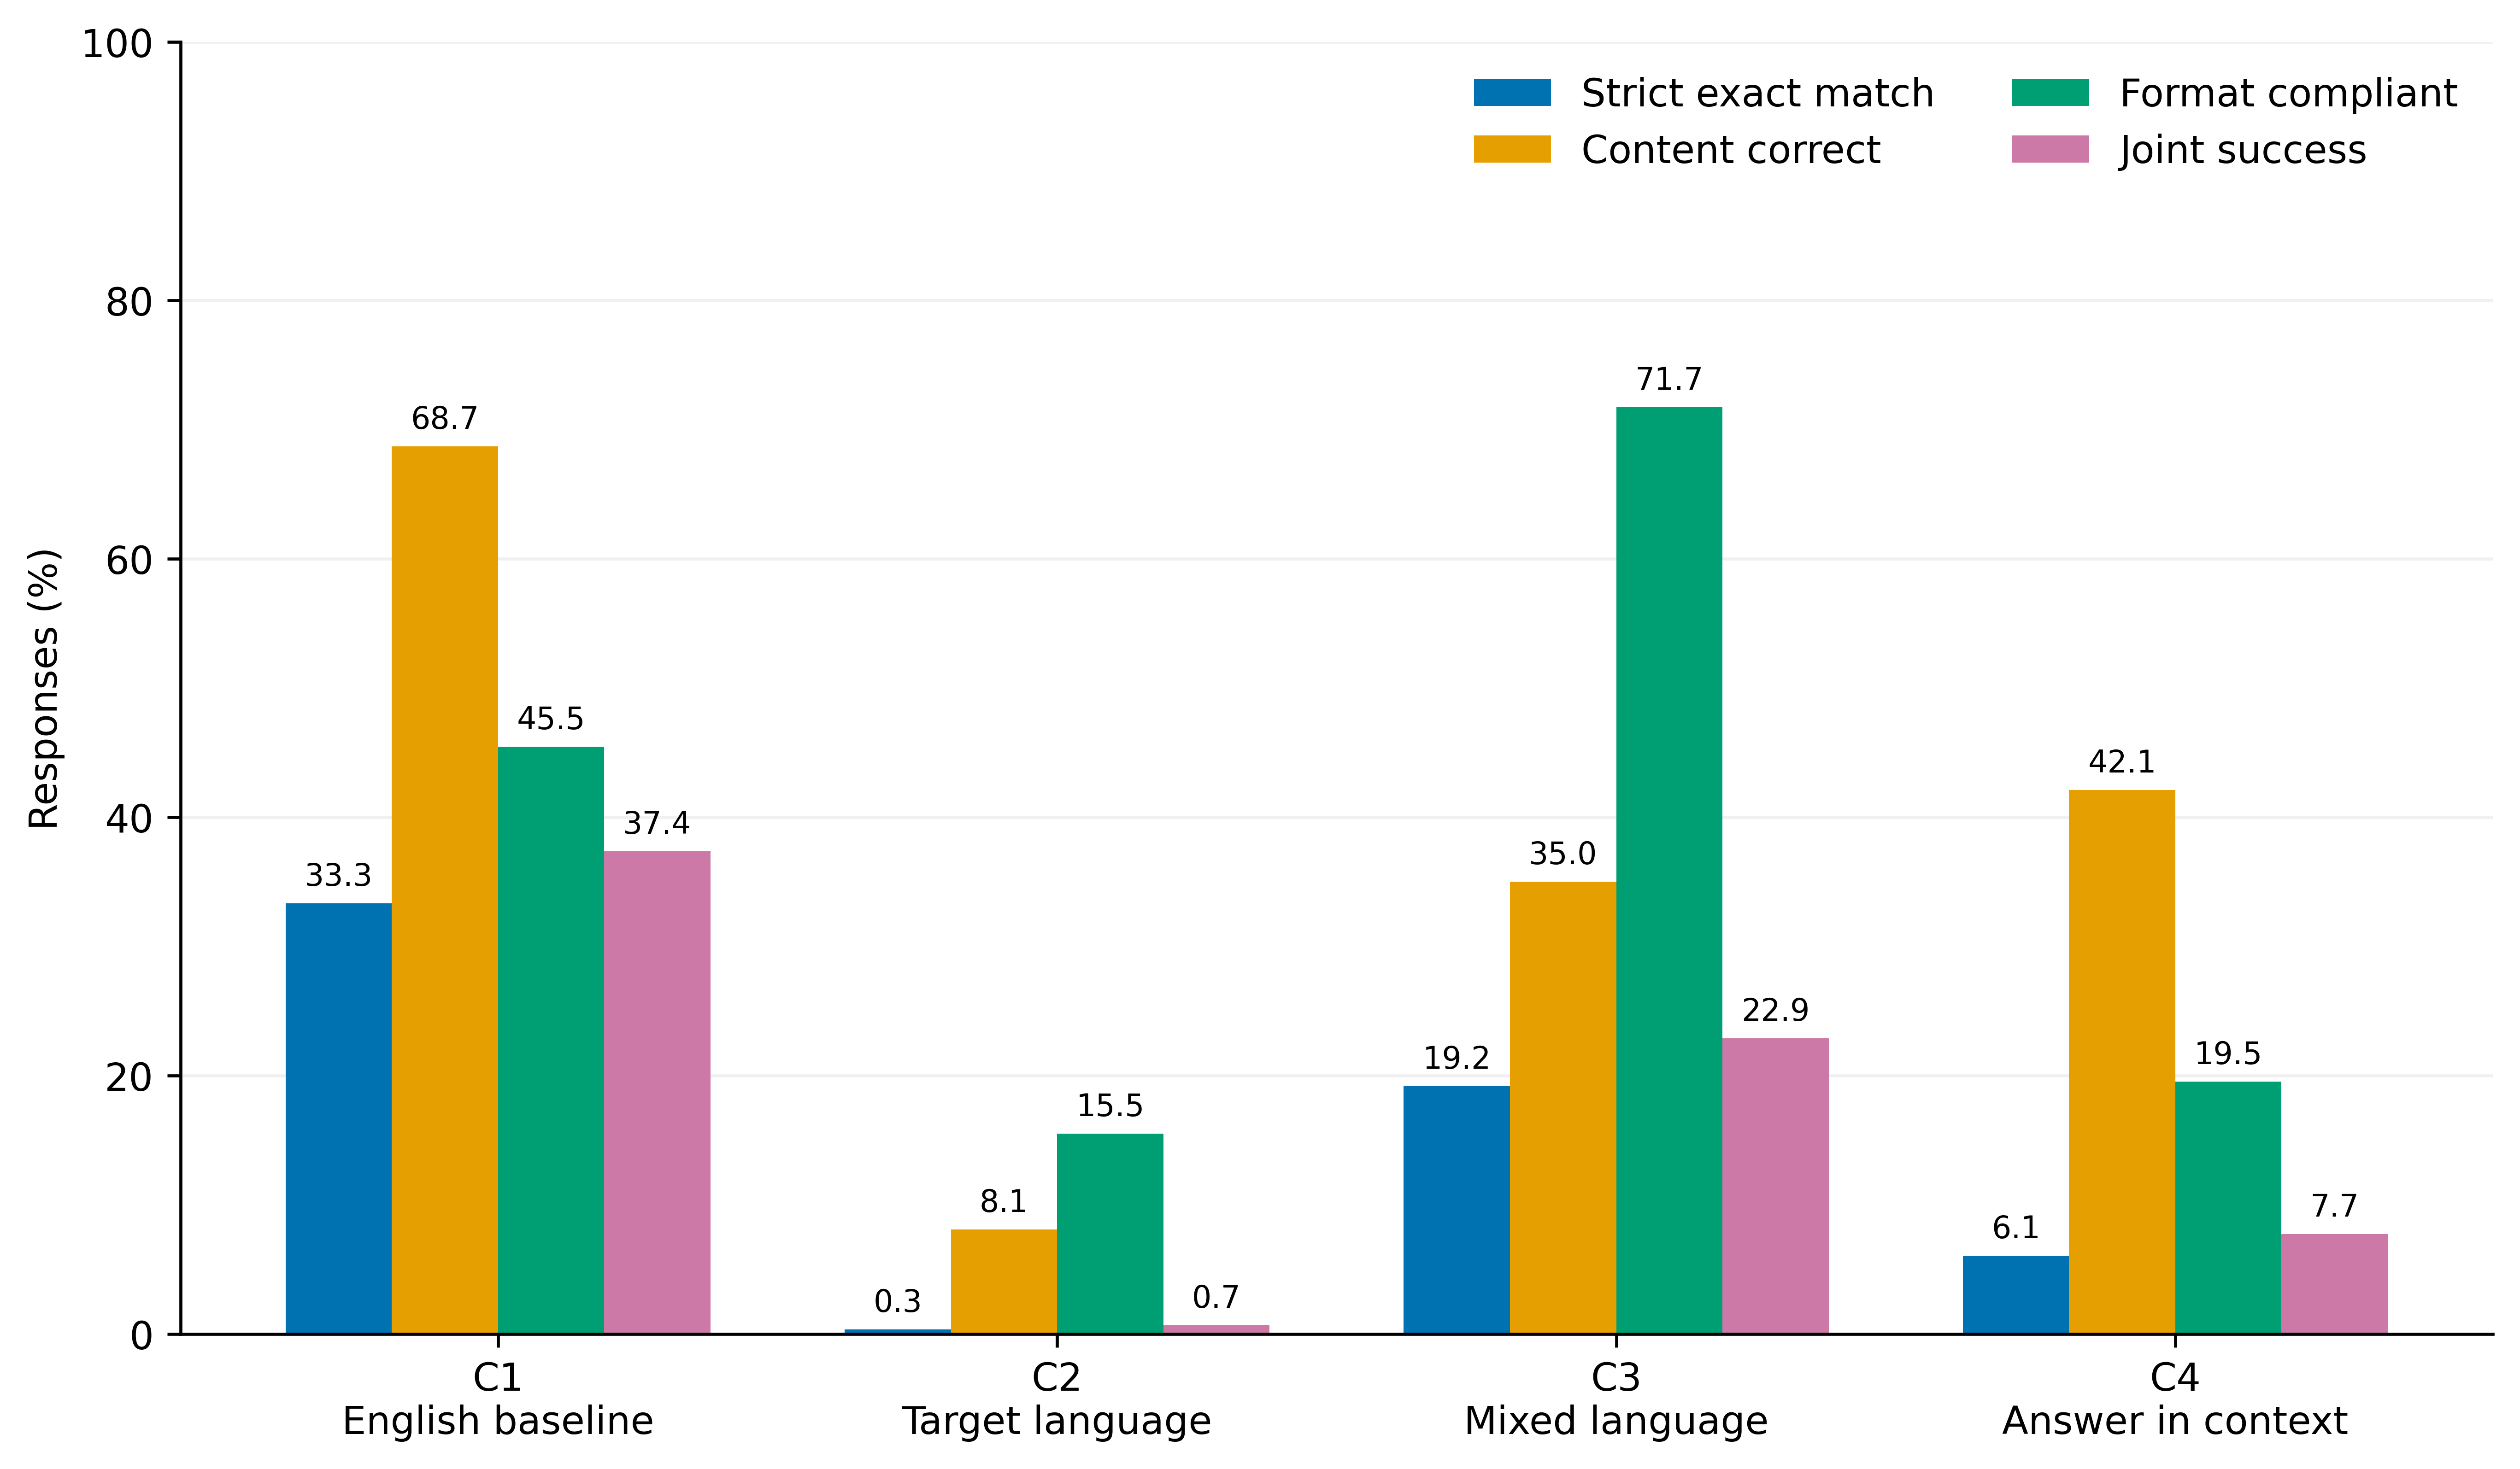 100
80
60
40
20
0
Responses (%)
Strict exact match
Content correct
Format compliant
Joint success
33.3
68.7
45.5
37.4
0.3
8.1
15.5
0.7
19.2
35.0
71.7
22.9
6.1
42.1
19.5
7.7
C1
English baseline
C2
Target language
C3
Mixed language
C4
Answer in context